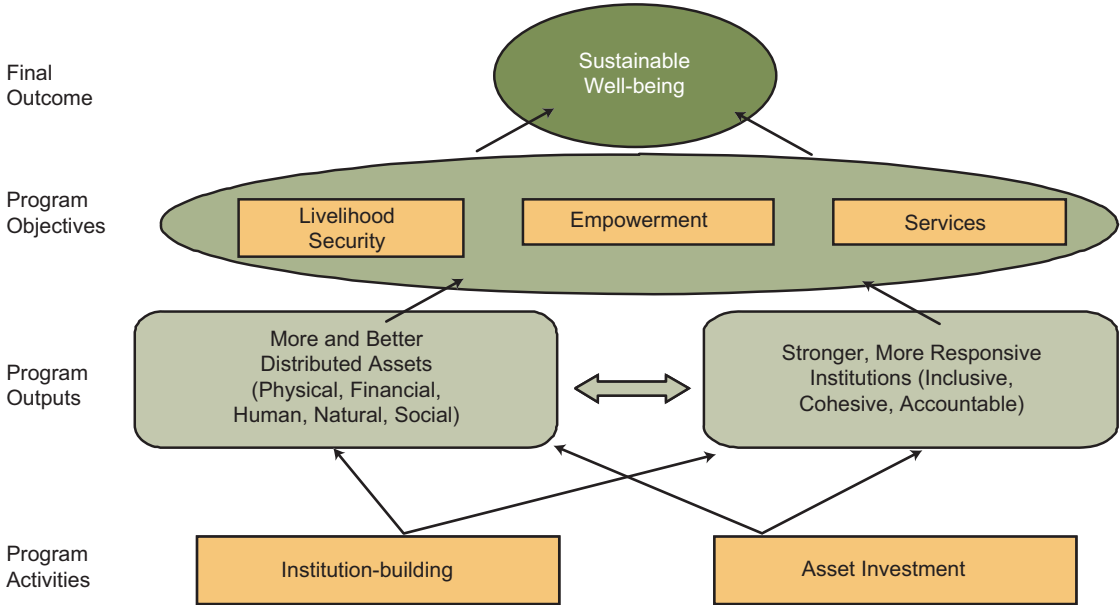 Final
Outcome
Sustainable
Well-being
Program
Objectives
Livelihood
Security
Empowerment
Services
Program
Outputs
More and Better
Distributed Assets
(Physical, Financial,
Human, Natural, Social)
Stronger, More Responsive
Institutions (Inclusive,
Cohesive, Accountable)
Program
Activities
Institution-building
Asset Investment